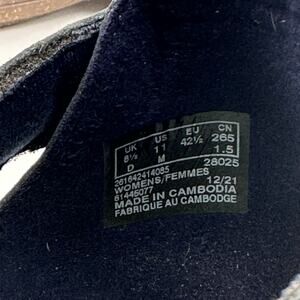 UK US EU CN
8½ 11 42½ 265
D M 1.5
261642414085 28025
WOMENS/FEMMES
61445077 12/21
MADE IN CAMBODIA
FABRIQUE AU CAMBODGE